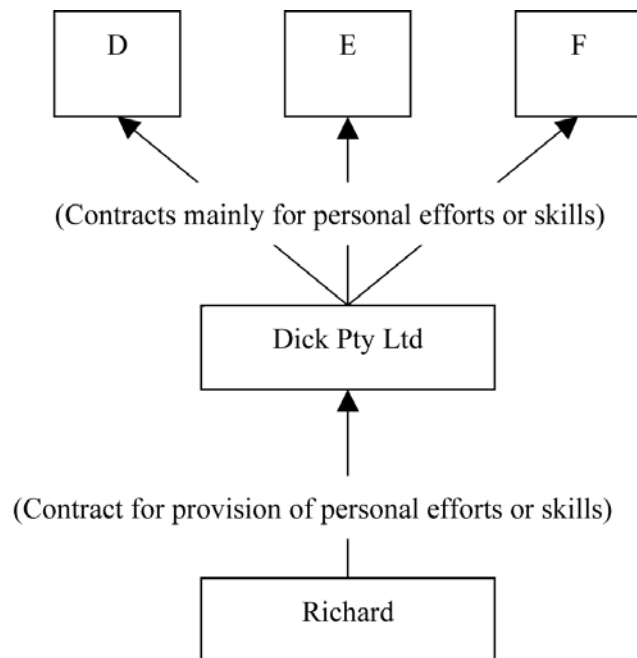 D E F
(Contracts mainly for personal efforts or skills)
Dick Pty Ltd
(Contract for provision of personal efforts or skills)
Richard